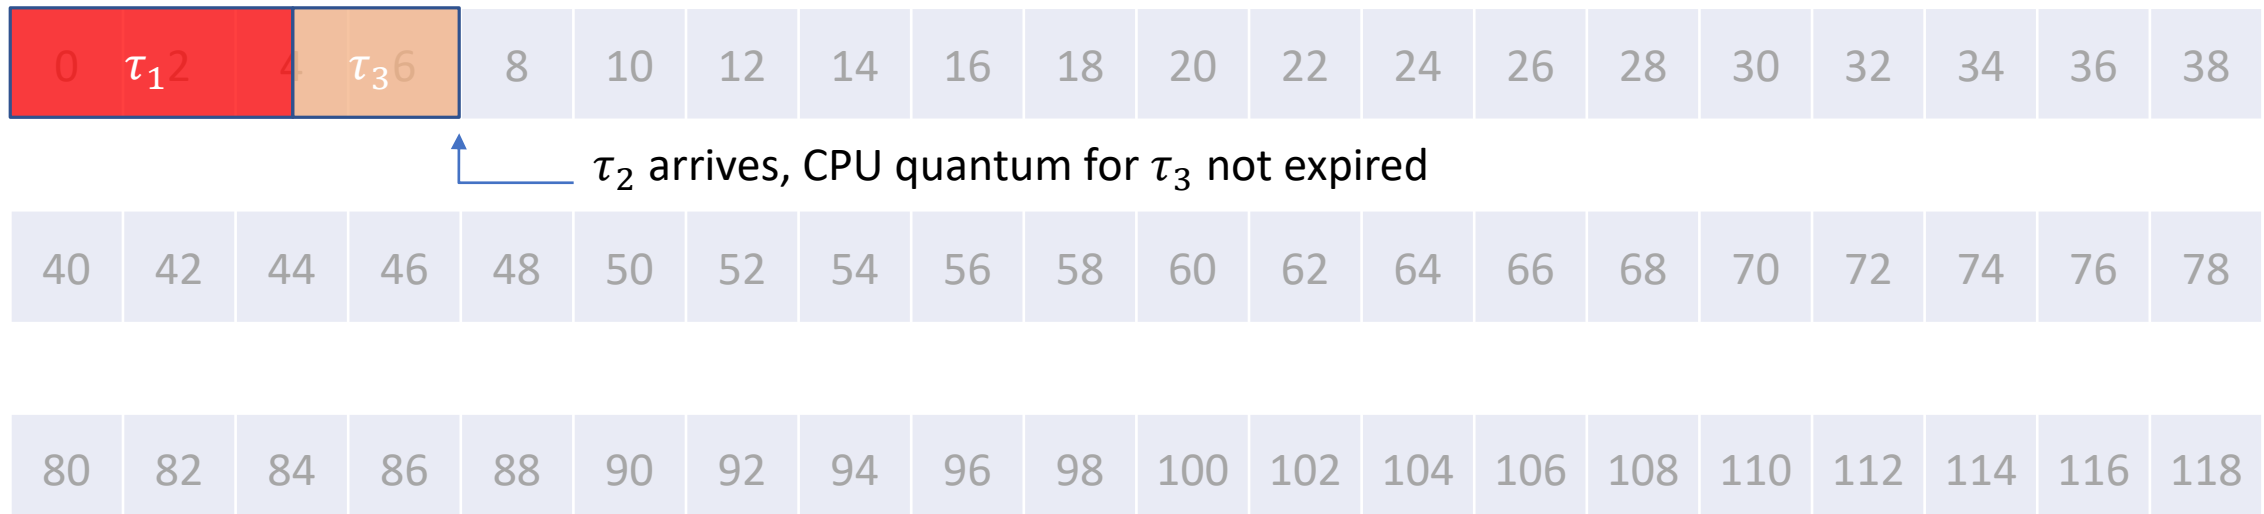 0 τ₁ 2 4 τ₃ 6 8 10 12 14 16 18 20 22 24 26 28 30 32 34 36 38
τ₂ arrives, CPU quantum for τ₃ not expired
40 42 44 46 48 50 52 54 56 58 60 62 64 66 68 70 72 74 76 78
80 82 84 86 88 90 92 94 96 98 100 102 104 106 108 110 112 114 116 118